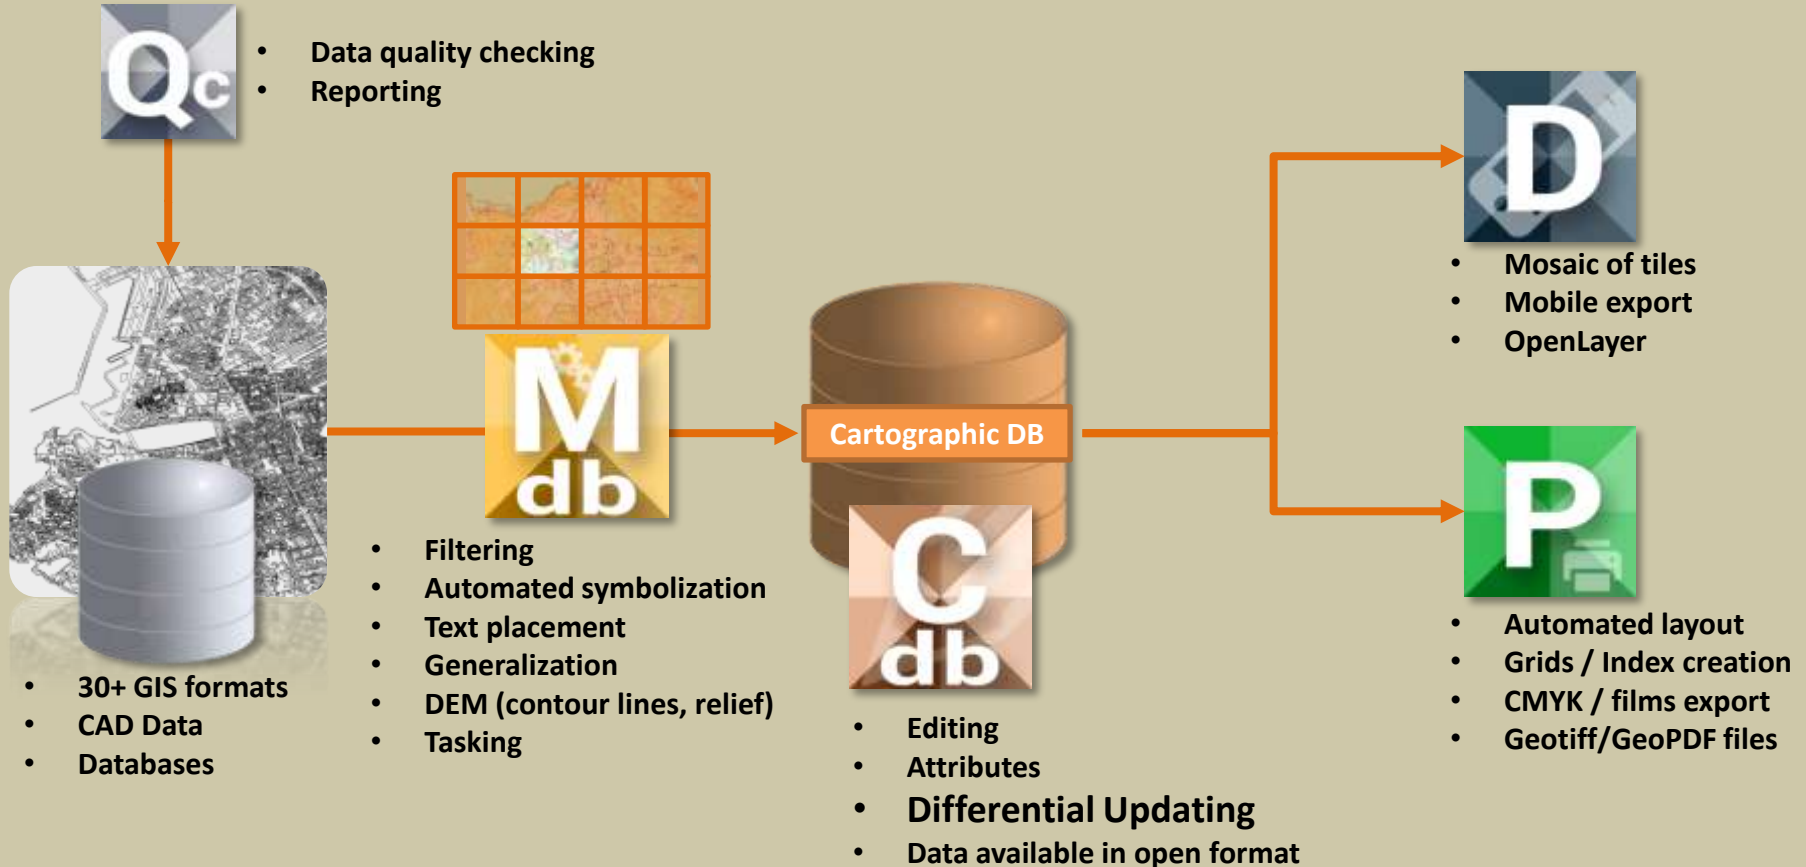 Qc
Data quality checking
Reporting
30+ GIS formats
CAD Data
Databases
M
db
Filtering
Automated symbolization
Text placement
Generalization
DEM (contour lines, relief)
Tasking
Cartographic DB
C
db
Editing
Attributes
Differential Updating
Data available in open format
D
Mosaic of tiles
Mobile export
OpenLayer
P
Automated layout
Grids / Index creation
CMYK / films export
Geotiff/GeoPDF files